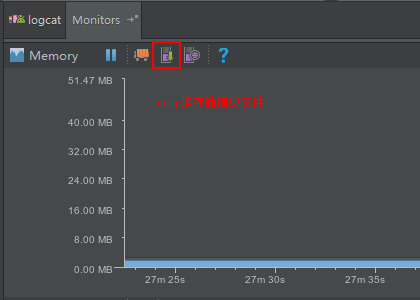 logcat
Monitors
Memory
?
51.47 MB
40.00 MB
32.00 MB
24.00 MB
16.00 MB
8.00 MB
0.00 MB
27m 25s
27m 30s
27m 35s